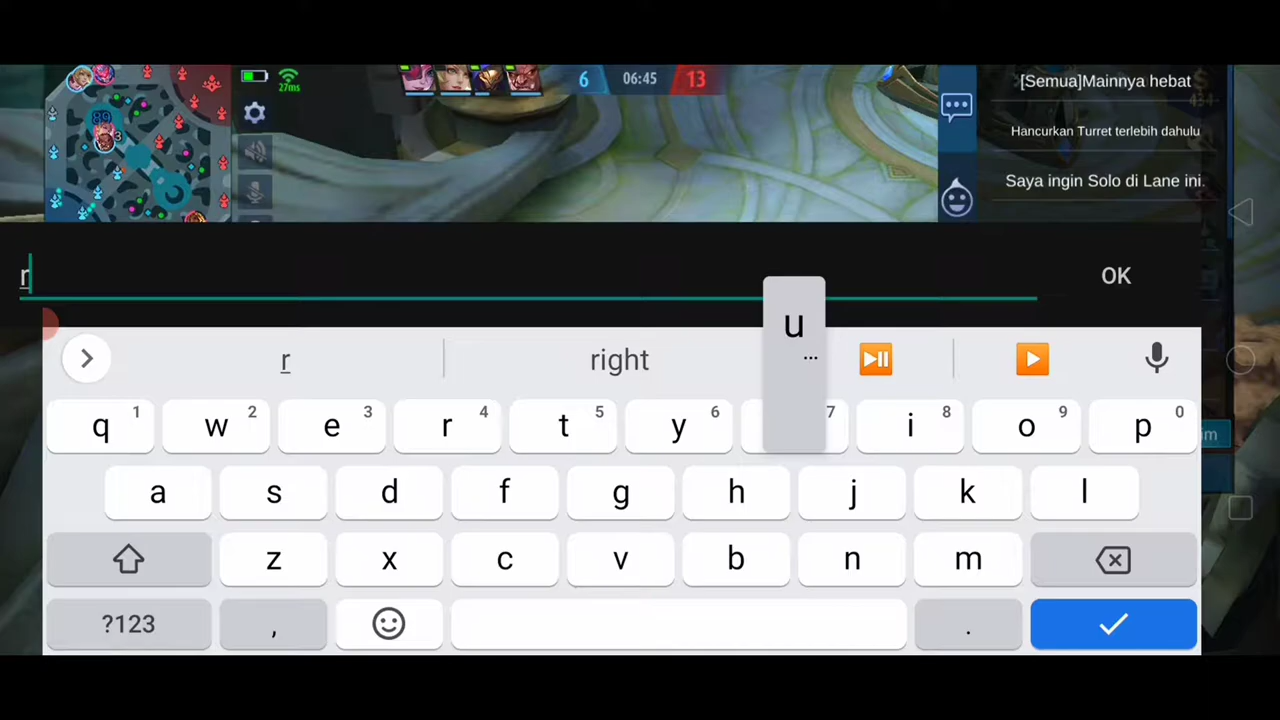 27ms
6 06:45 13
[Semua]Mainnya hebat
Hancurkan Turret terlebih dahulu
Saya ingin Solo di Lane ini.
r
OK
u
...
r right
q 1 w 2 e 3 r 4 t 5 y 6 7 i 8 o 9 p 0
a s d f g h j k l
z x c v b n m
?123 , .